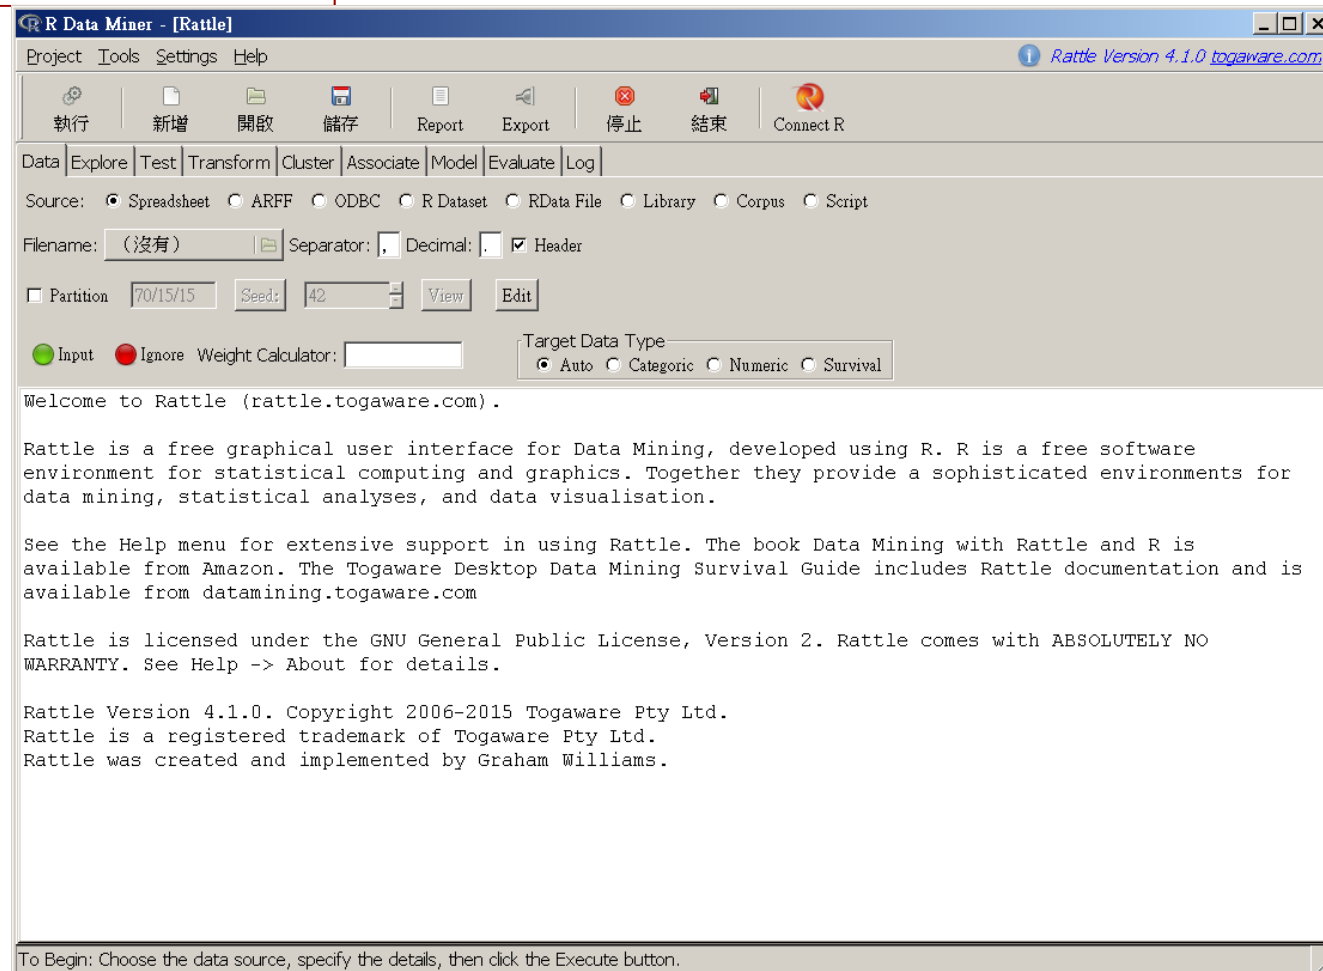 R Data Miner - [Rattle]
Project Tools Settings Help Rattle Version 4.1.0 togaware.com
執行 新增 開啟 儲存 Report Export 停止 結束 Connect R
Data Explore Test Transform Cluster Associate Model Evaluate Log
Source: Spreadsheet ARFF ODBC R Dataset RData File Library Corpus Script
Filename: （沒有） Separator: , Decimal: . Header
Partition 70/15/15 Seed: 42 View Edit
Target Data Type
Input Ignore Weight Calculator: Auto Categoric Numeric Survival
Welcome to Rattle (rattle.togaware.com).
Rattle is a free graphical user interface for Data Mining, developed using R. R is a free software
environment for statistical computing and graphics. Together they provide a sophisticated environments for
data mining, statistical analyses, and data visualisation.
See the Help menu for extensive support in using Rattle. The book Data Mining with Rattle and R is
available from Amazon. The Togaware Desktop Data Mining Survival Guide includes Rattle documentation and is
available from datamining.togaware.com
Rattle is licensed under the GNU General Public License, Version 2. Rattle comes with ABSOLUTELY NO
WARRANTY. See Help -> About for details.
Rattle Version 4.1.0. Copyright 2006-2015 Togaware Pty Ltd.
Rattle is a registered trademark of Togaware Pty Ltd.
Rattle was created and implemented by Graham Williams.
To Begin: Choose the data source, specify the details, then click the Execute button.